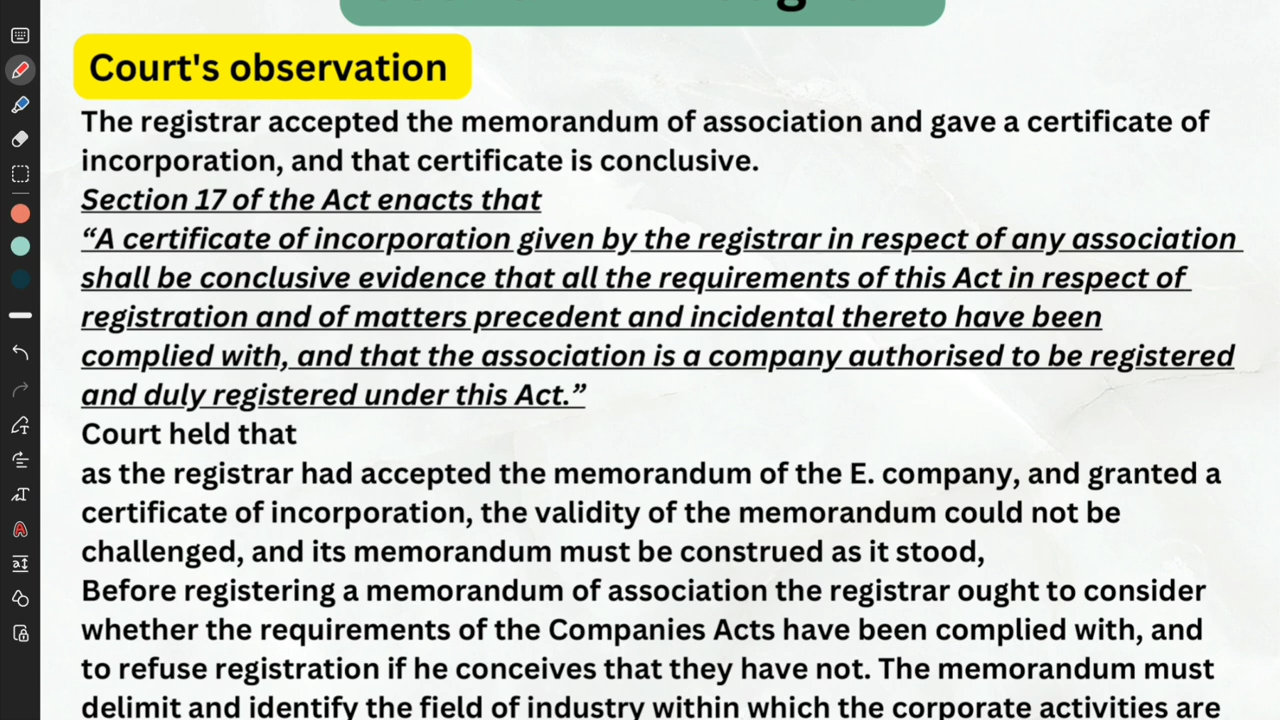 Court's observation
The registrar accepted the memorandum of association and gave a certificate of
incorporation, and that certificate is conclusive.
Section 17 of the Act enacts that
“A certificate of incorporation given by the registrar in respect of any association
shall be conclusive evidence that all the requirements of this Act in respect of
registration and of matters precedent and incidental thereto have been
complied with, and that the association is a company authorised to be registered
and duly registered under this Act.”
Court held that
as the registrar had accepted the memorandum of the E. company, and granted a
certificate of incorporation, the validity of the memorandum could not be
challenged, and its memorandum must be construed as it stood,
Before registering a memorandum of association the registrar ought to consider
whether the requirements of the Companies Acts have been complied with, and
to refuse registration if he conceives that they have not. The memorandum must
delimit and identify the field of industry within which the corporate activities are